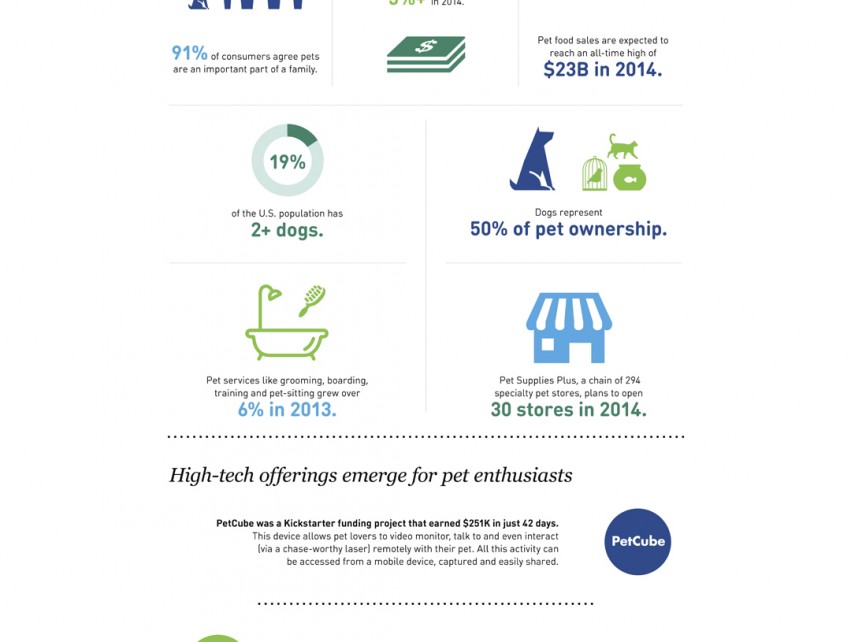 5%+ in 2014.
91% of consumers agree pets
are an important part of a family.
$
Pet food sales are expected to
reach an all-time high of
$23B in 2014.
19%
of the U.S. population has
2+ dogs.
Dogs represent
50% of pet ownership.
Pet services like grooming, boarding,
training and pet-sitting grew over
6% in 2013.
Pet Supplies Plus, a chain of 294
specialty pet stores, plans to open
30 stores in 2014.
High-tech offerings emerge for pet enthusiasts
PetCube was a Kickstarter funding project that earned $251K in just 42 days.
This device allows pet lovers to video monitor, talk to and even interact
(via a chase-worthy laser) remotely with their pet. All this activity can
be accessed from a mobile device, captured and easily shared.
PetCube